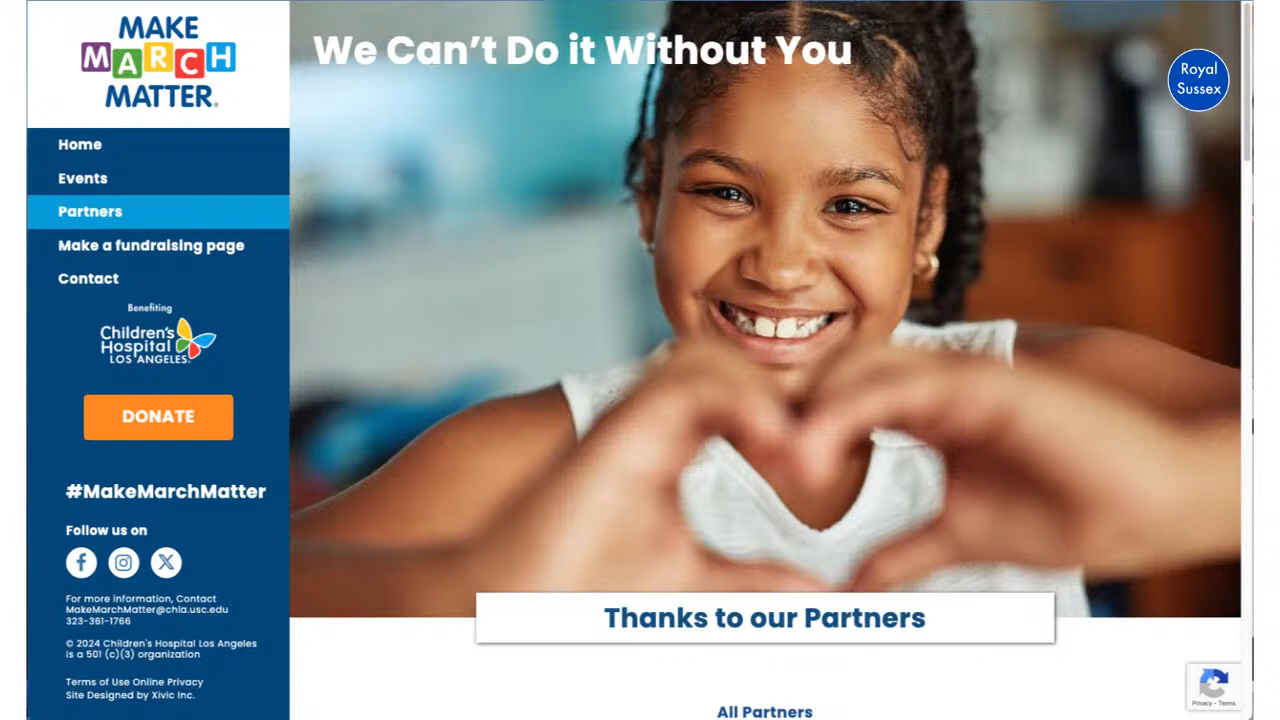 MAKE
MARCH
MATTER®
Home
Events
Partners
Make a fundraising page
Contact
Benefiting
Children's
Hospital
LOS ANGELES
DONATE
#MakeMarchMatter
Follow us on
For more information, Contact
MakeMarchMatter@chla.usc.edu
323-361-1766
© 2024 Children's Hospital Los Angeles
is a 501 (c)(3) organization
Terms of Use Online Privacy
Site Designed by Xivic Inc.
We Can't Do it Without You
Royal
Sussex
Thanks to our Partners
All Partners
Privacy - Terms